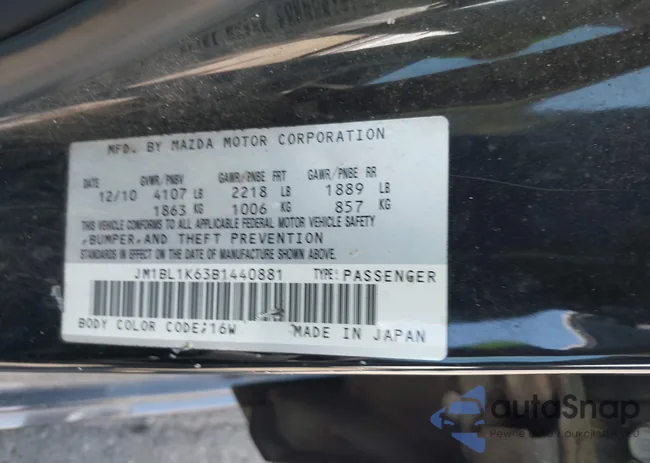 MFD. BY MAZDA MOTOR CORPORATION
DATE GVWR/PNBV GAWR/PNBE FRT GAWR/PNBE RR
12/10 4107 LB 2218 LB 1889 LB
1863 KG 1006 KG 857 KG
THIS VEHICLE CONFORMS TO ALL APPLICABLE FEDERAL MOTOR VEHICLE SAFETY
,BUMPER,AND THEFT PREVENTION
STANDARDS IN EFFECT ON THE DATE OF MANUFACTURE SHOWN ABOVE.
JM1BL1K63B1440881 TYPE:PASSENGER
BODY COLOR CODE;16W MADE IN JAPAN
autoSnap